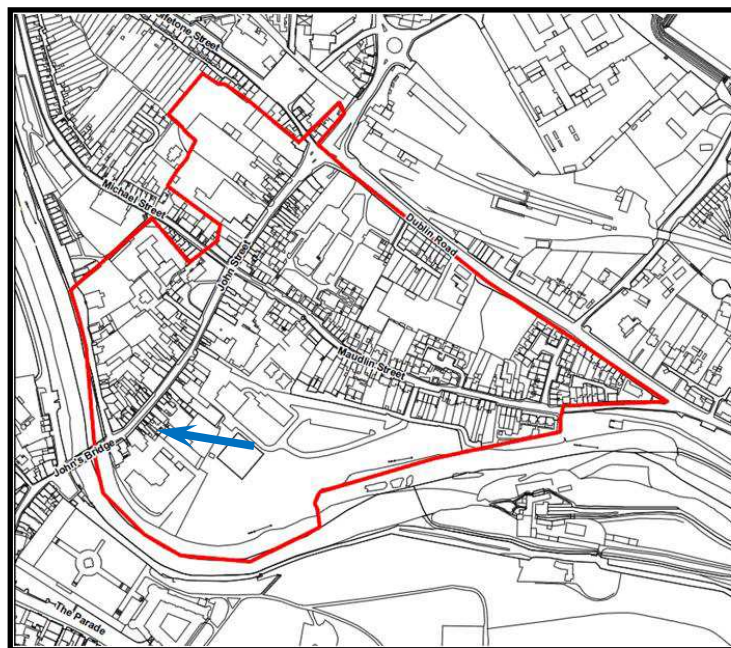 Michael Street
John Street
Dublin Road
Maudlin Street
John's Bridge
The Parade